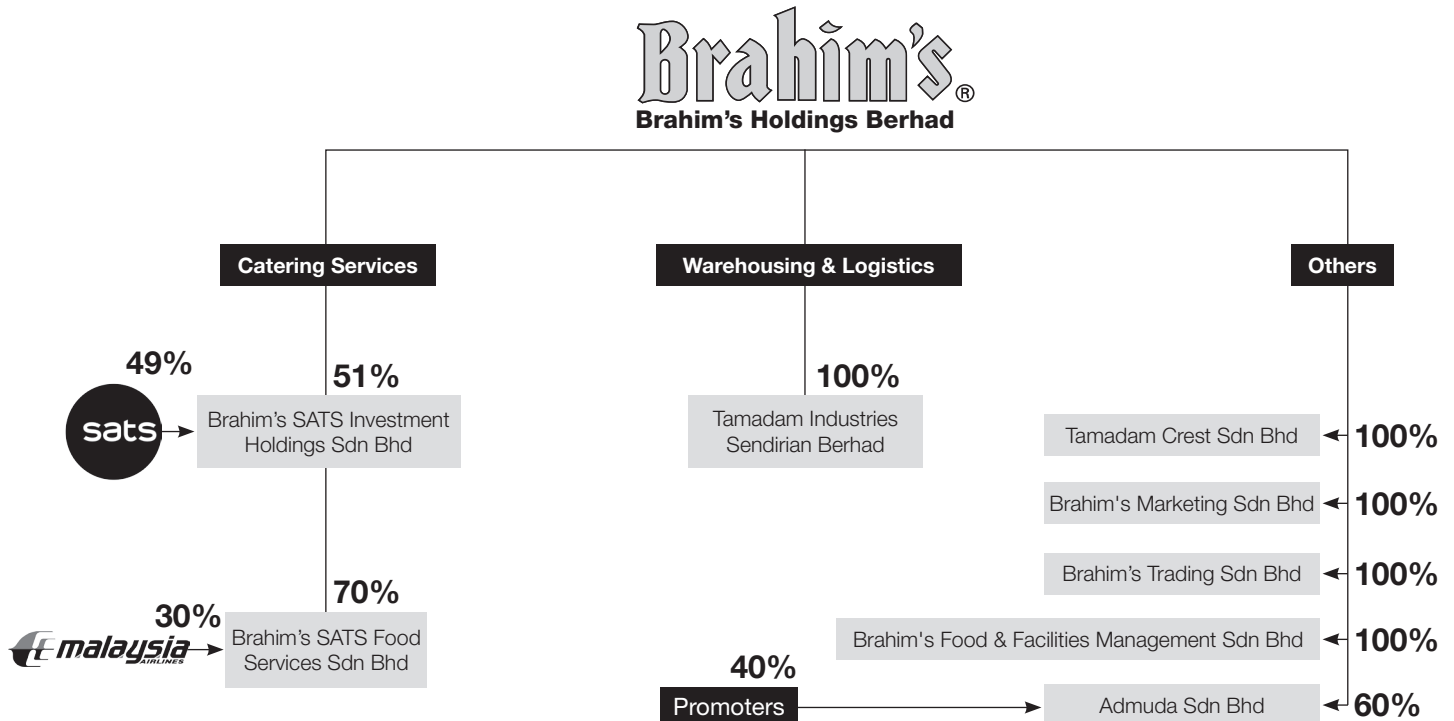 Brahim's®
Brahim's Holdings Berhad
Catering Services
Warehousing & Logistics
Others
49%
51%
sats
Brahim's SATS Investment
Holdings Sdn Bhd
100%
Tamadam Industries
Sendirian Berhad
Tamadam Crest Sdn Bhd
100%
Brahim's Marketing Sdn Bhd
100%
Brahim's Trading Sdn Bhd
100%
Brahim's Food & Facilities Management Sdn Bhd
100%
30%
70%
malaysia
AIRLINES
Brahim's SATS Food
Services Sdn Bhd
40%
Promoters
Admuda Sdn Bhd
60%